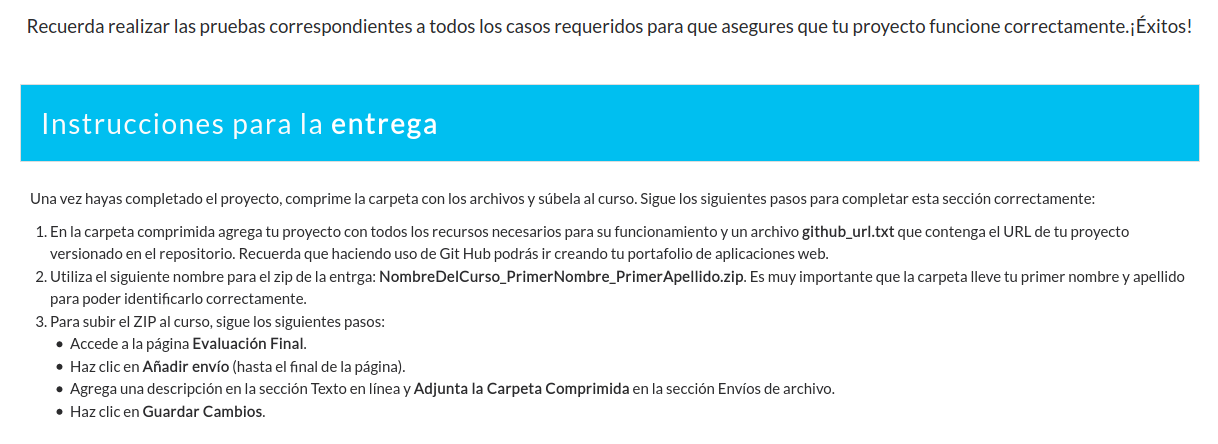 Recuerda realizar las pruebas correspondientes a todos los casos requeridos para que asegures que tu proyecto funcione correctamente.¡Éxitos!
Instrucciones para la entrega
Una vez hayas completado el proyecto, comprime la carpeta con los archivos y súbela al curso. Sigue los siguientes pasos para completar esta sección correctamente:
1. En la carpeta comprimida agrega tu proyecto con todos los recursos necesarios para su funcionamiento y un archivo github_url.txt que contenga el URL de tu proyecto
versionado en el repositorio. Recuerda que haciendo uso de Git Hub podrás ir creando tu portafolio de aplicaciones web.
2. Utiliza el siguiente nombre para el zip de la entrga: NombreDelCurso_PrimerNombre_PrimerApellido.zip. Es muy importante que la carpeta lleve tu primer nombre y apellido
para poder identificarlo correctamente.
3. Para subir el ZIP al curso, sigue los siguientes pasos:
• Accede a la página Evaluación Final.
• Haz clic en Añadir envío (hasta el final de la página).
• Agrega una descripción en la sección Texto en línea y Adjunta la Carpeta Comprimida en la sección Envíos de archivo.
• Haz clic en Guardar Cambios.